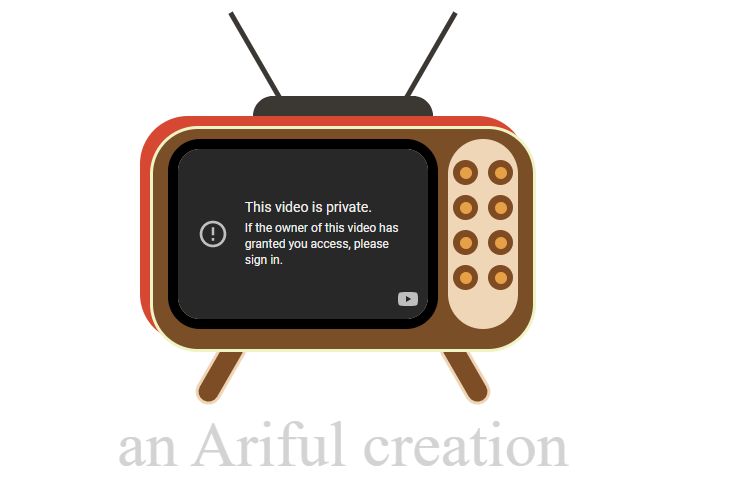 This video is private.
If the owner of this video has
granted you access, please
sign in.
an Ariful creation